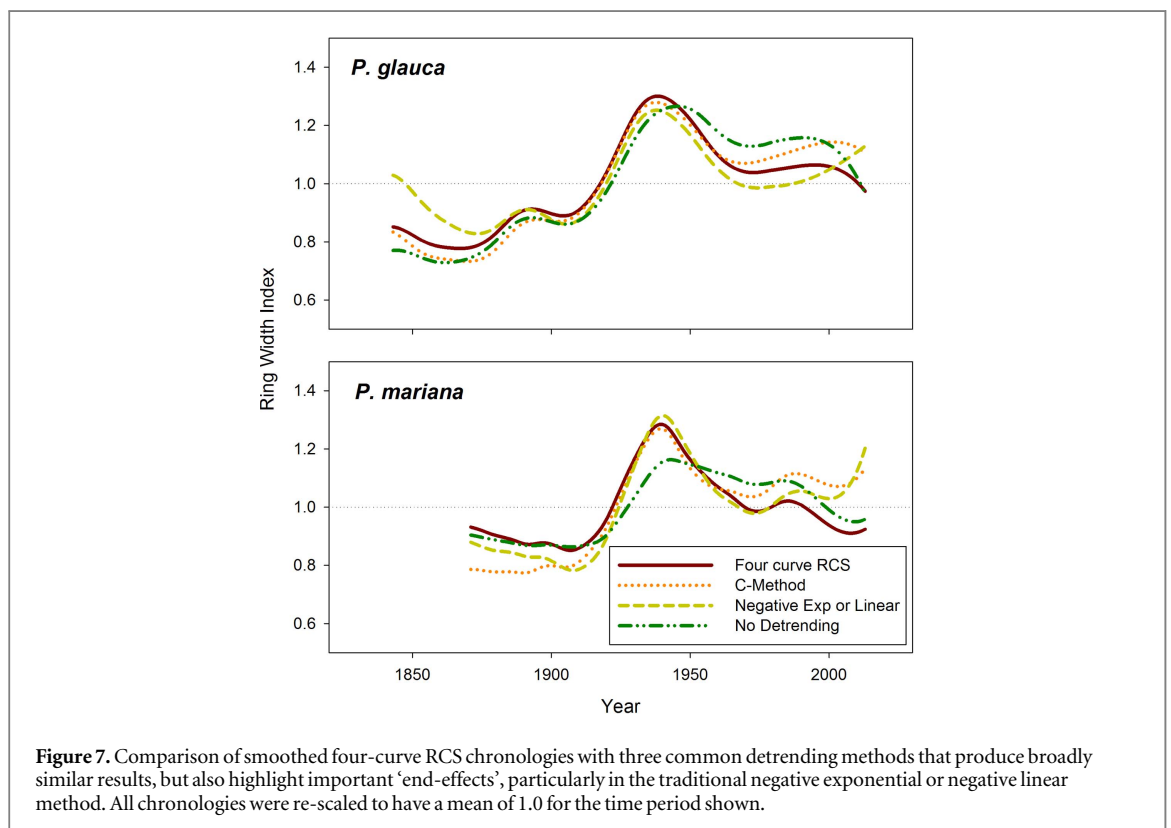 P. glauca
1.4
1.2
1.0
0.8
0.6
Ring Width Index
P. mariana
1.4
1.2
1.0
0.8
0.6
Four curve RCS
C-Method
Negative Exp or Linear
No Detrending
1850 1900 1950 2000
Year
Figure 7. Comparison of smoothed four-curve RCS chronologies with three common detrending methods that produce broadly
similar results, but also highlight important ‘end-effects’, particularly in the traditional negative exponential or negative linear
method. All chronologies were re-scaled to have a mean of 1.0 for the time period shown.